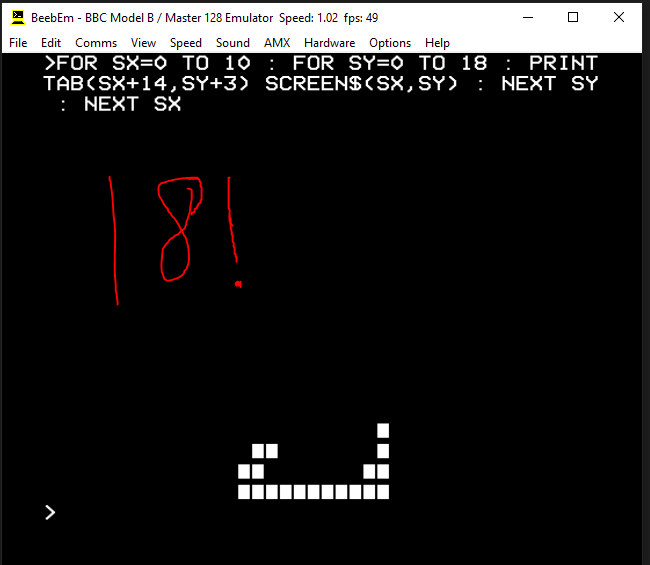 BeebEm - BBC Model B / Master 128 Emulator Speed: 1.02 fps: 49
File Edit Comms View Speed Sound AMX Hardware Options Help
>FOR SX=0 TO 10 : FOR SY=0 TO 18 : PRINT
TAB(SX+14,SY+3) SCREEN$(SX,SY) : NEXT SY
: NEXT SX
18!
>